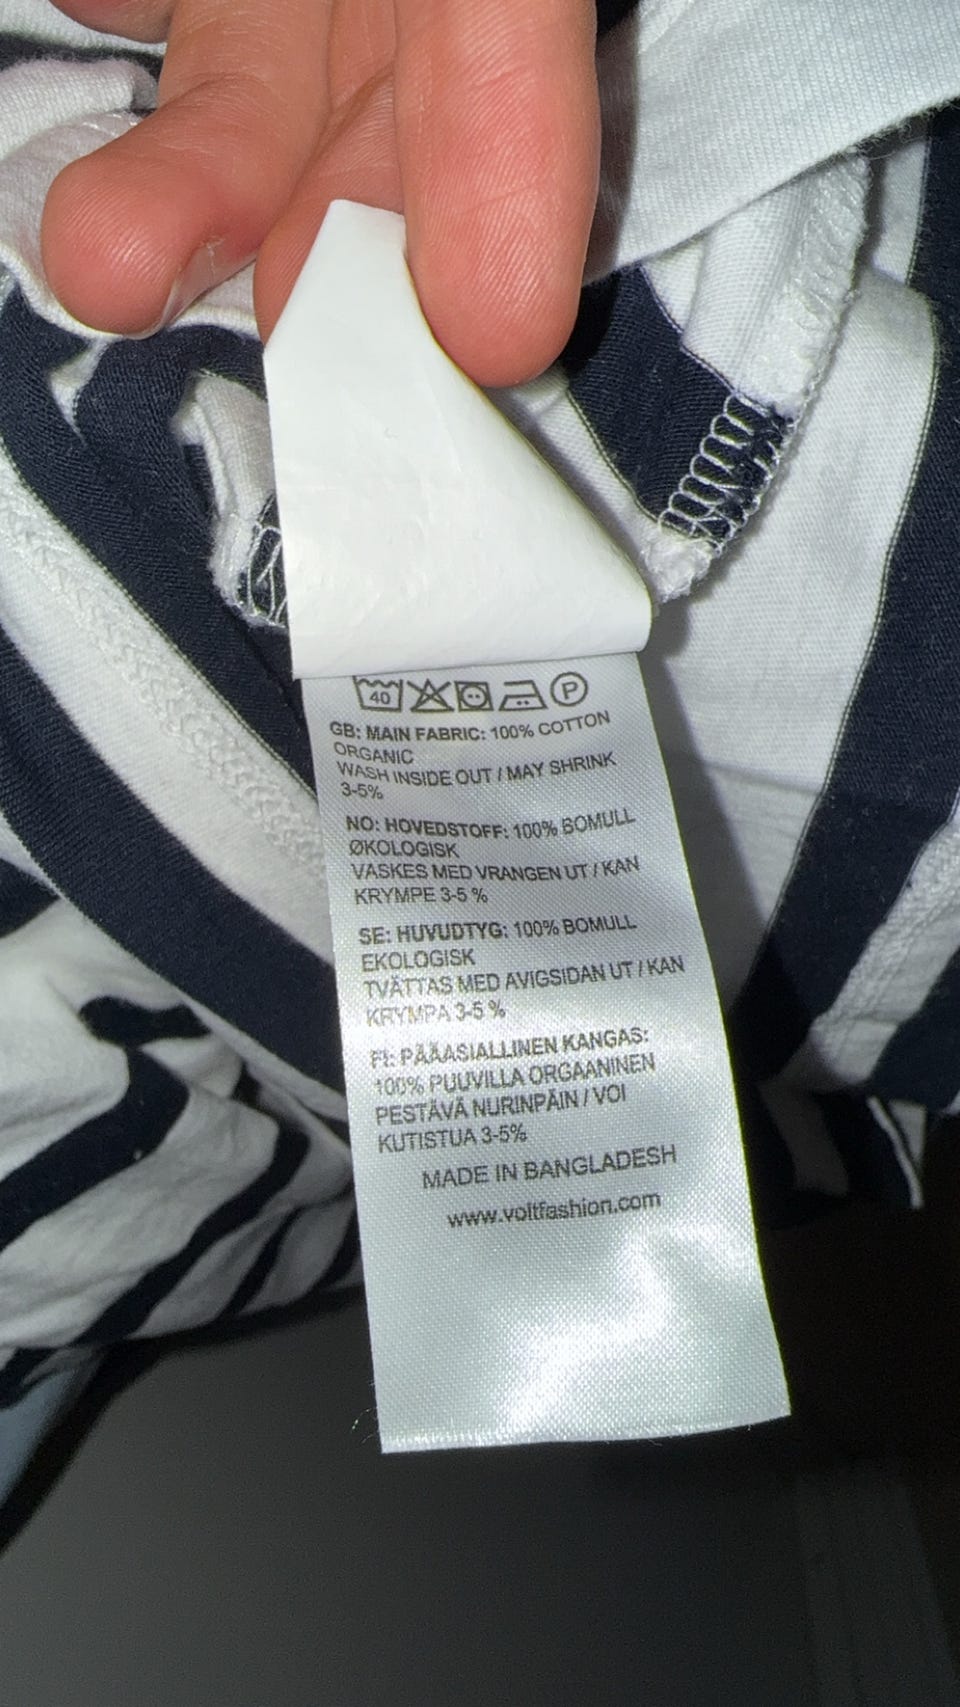 40 P
GB: MAIN FABRIC: 100% COTTON
ORGANIC
WASH INSIDE OUT / MAY SHRINK
3-5%
NO: HOVEDSTOFF: 100% BOMULL
ØKOLOGISK
VASKES MED VRANGEN UT / KAN
KRYMPE 3-5 %
SE: HUVUDTYG: 100% BOMULL
EKOLOGISK
TVÄTTAS MED AVIGSIDAN UT / KAN
KRYMPA 3-5 %
FI: PÄÄASIALLINEN KANGAS:
100% PUUVILLA ORGAANINEN
PESTÄVÄ NURINPÄIN / VOI
KUTISTUA 3-5%
MADE IN BANGLADESH
www.voltfashion.com